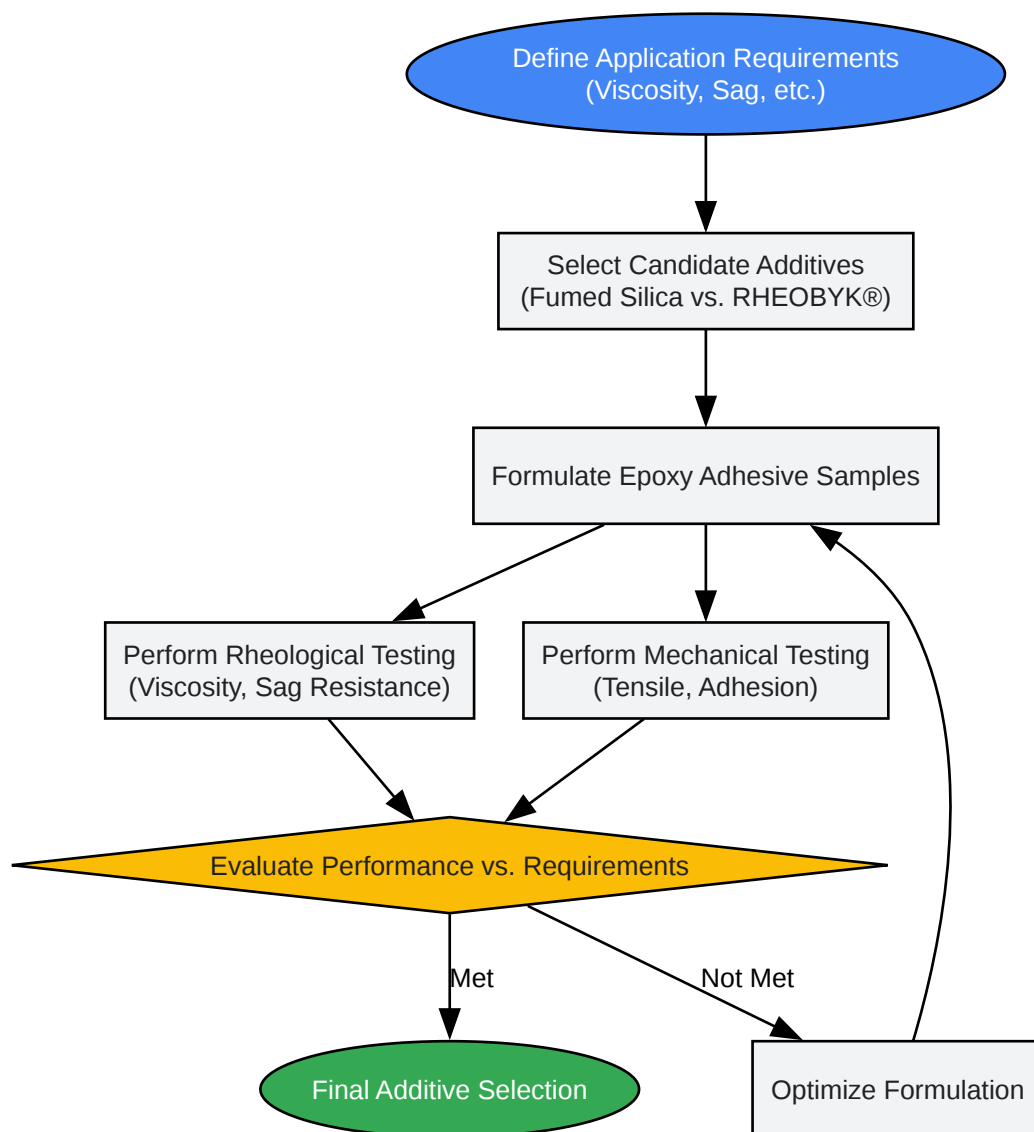 Define Application Requirements
(Viscosity, Sag, etc.)
Select Candidate Additives
(Fumed Silica vs. RHEOBYK®)
Formulate Epoxy Adhesive Samples
Perform Rheological Testing
(Viscosity, Sag Resistance)
Perform Mechanical Testing
(Tensile, Adhesion)
Evaluate Performance vs. Requirements
Met
Not Met
Final Additive Selection
Optimize Formulation